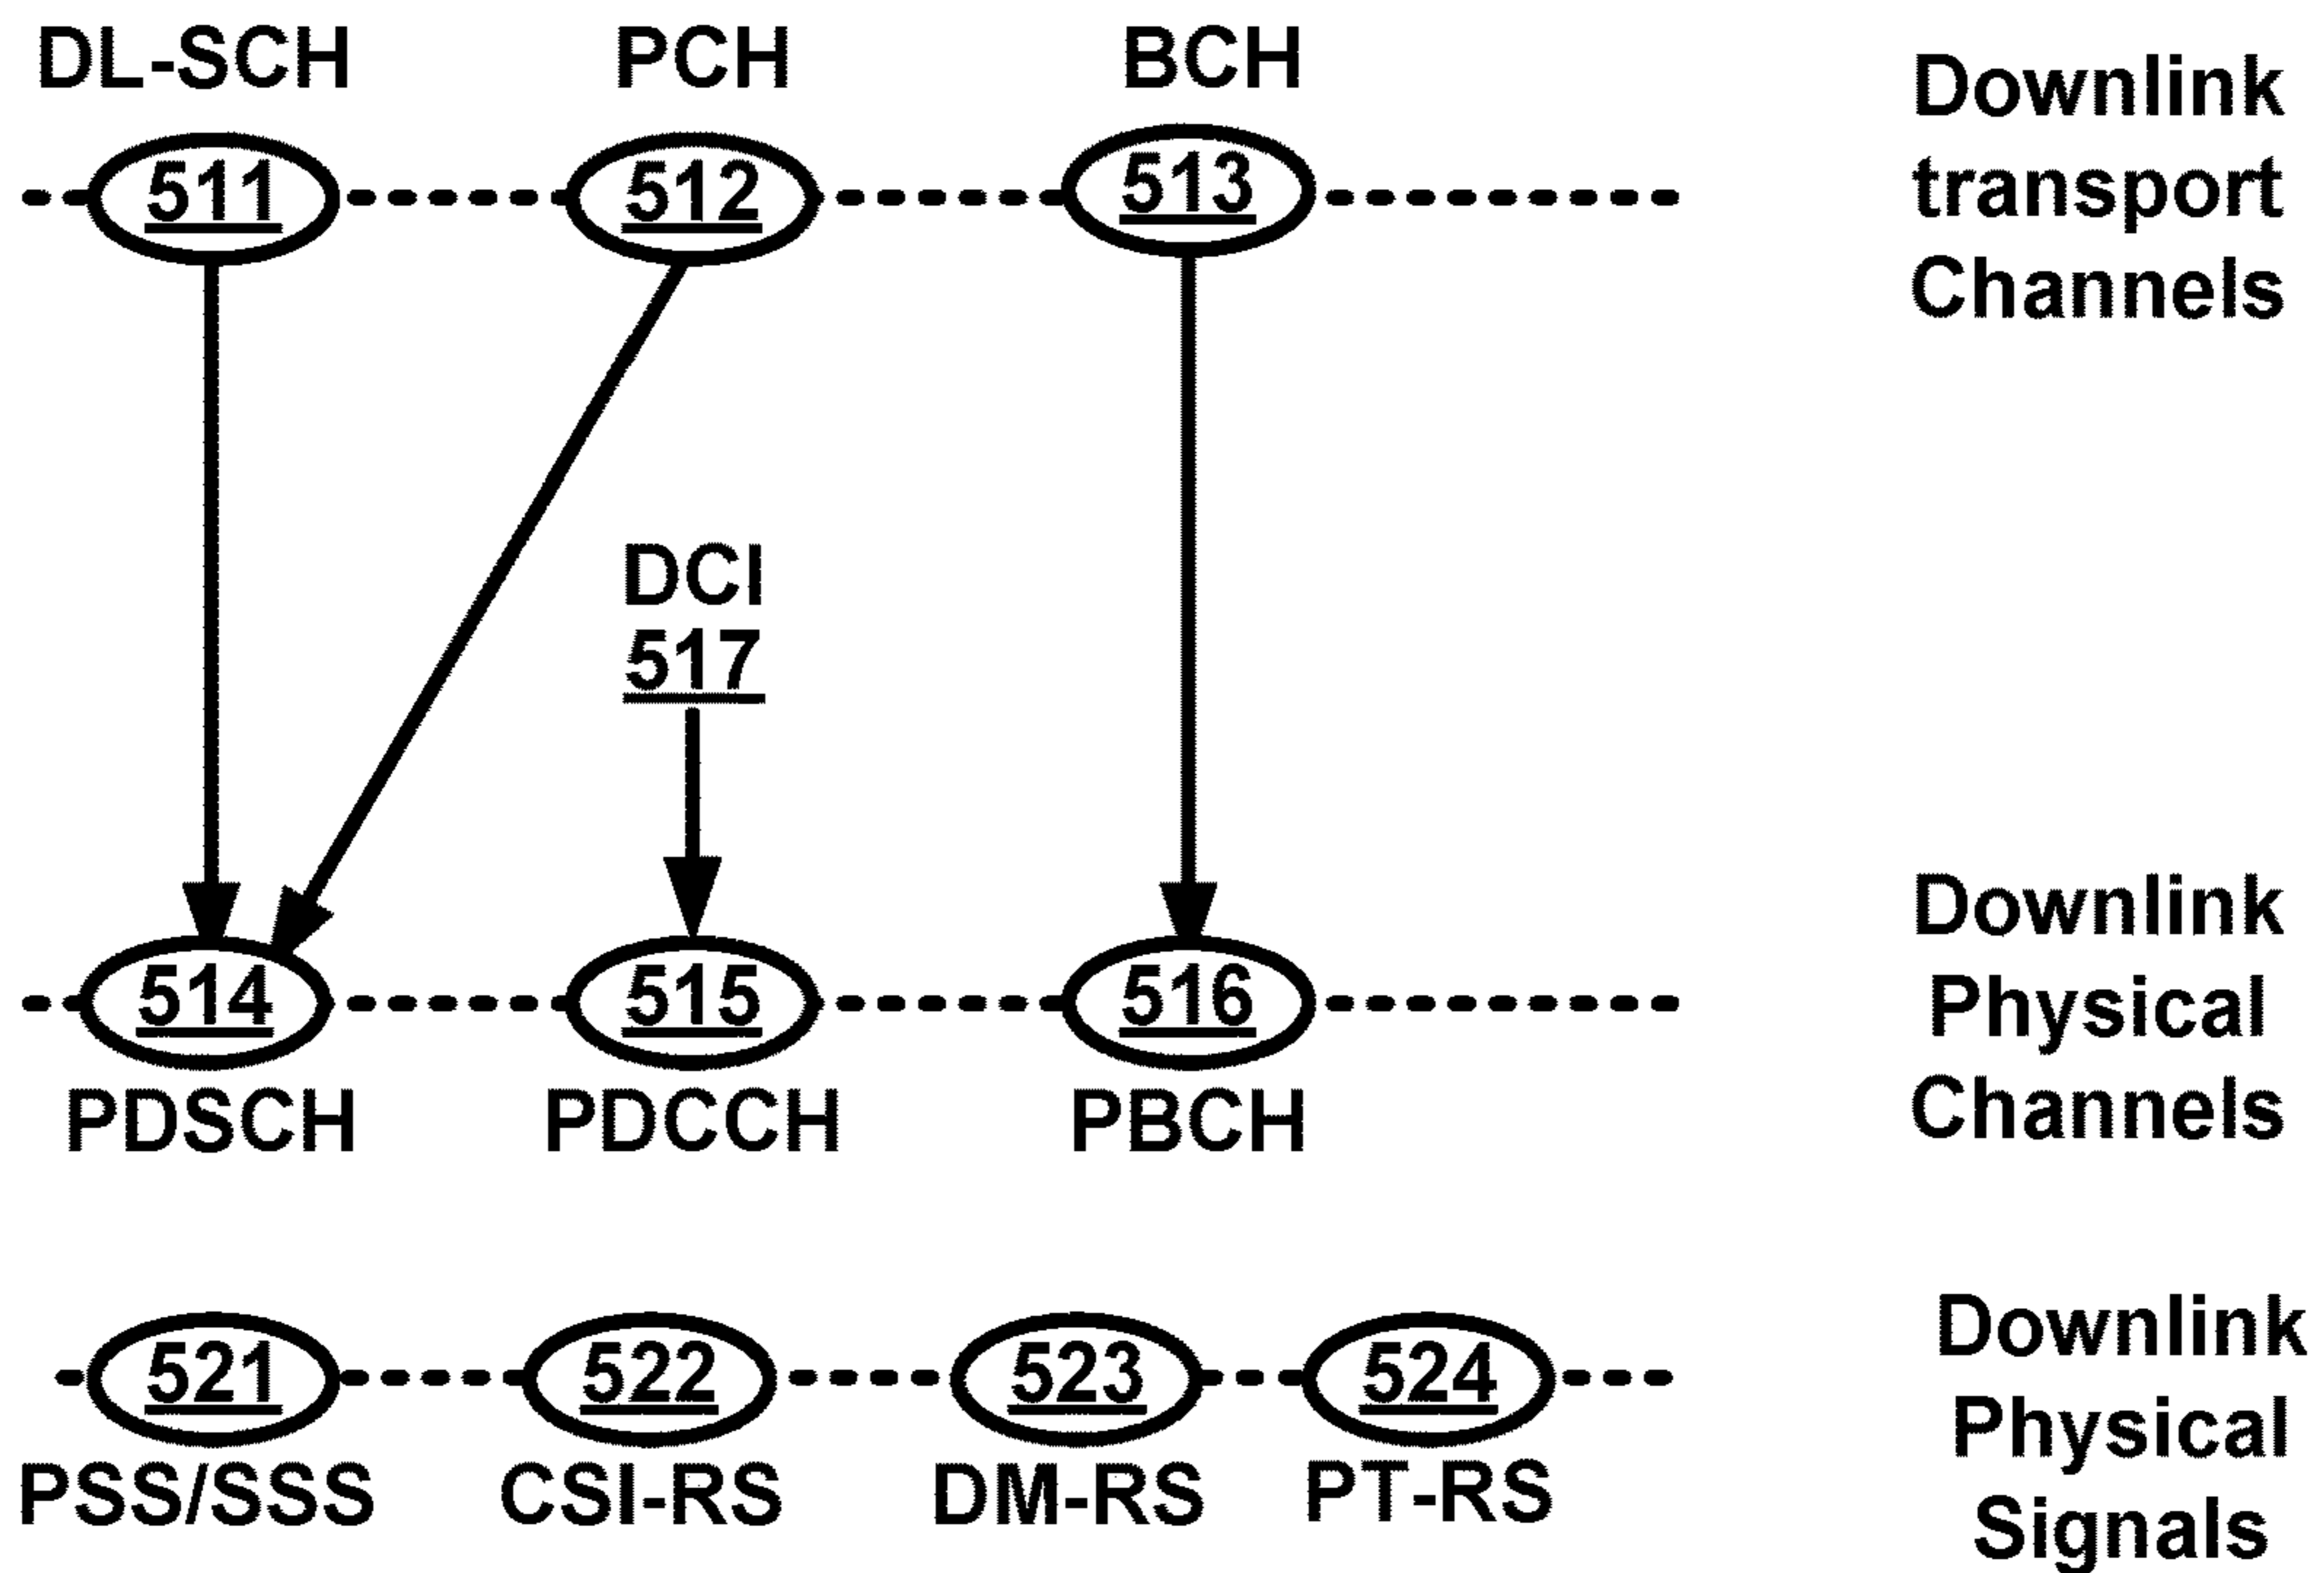 DL-SCH PCH BCH
511 512 513
Downlink
transport
Channels
DCI
517
514 515 516
PDSCH PDCCH PBCH
Downlink
Physical
Channels
521 522 523 524
PSS/SSS CSI-RS DM-RS PT-RS
Downlink
Physical
Signals